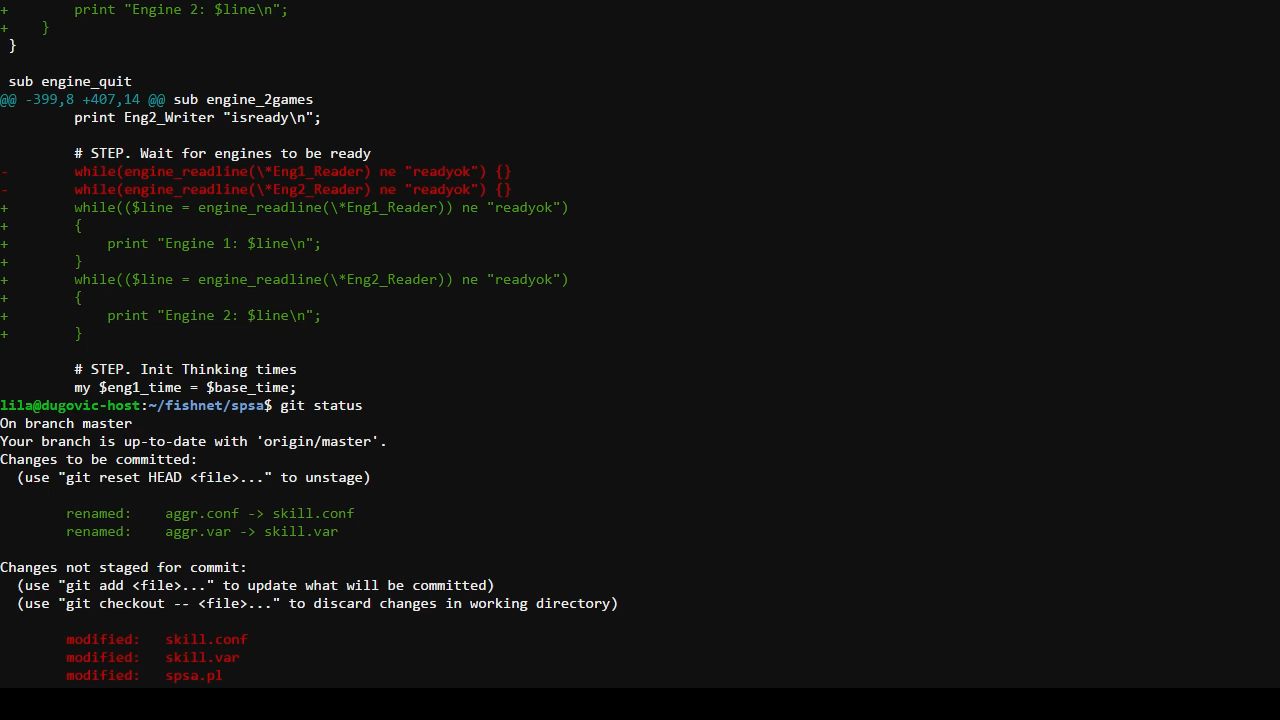 +        print "Engine 2: $line\n";
+    }
 }

 sub engine_quit
@@ -399,8 +407,14 @@ sub engine_2games
         print Eng2_Writer "isready\n";

         # STEP. Wait for engines to be ready
-        while(engine_readline(\*Eng1_Reader) ne "readyok") {}
-        while(engine_readline(\*Eng2_Reader) ne "readyok") {}
+        while(($line = engine_readline(\*Eng1_Reader)) ne "readyok")
+        {
+            print "Engine 1: $line\n";
+        }
+        while(($line = engine_readline(\*Eng2_Reader)) ne "readyok")
+        {
+            print "Engine 2: $line\n";
+        }

         # STEP. Init Thinking times
         my $eng1_time = $base_time;
lila@dugovic-host:~/fishnet/spsa$ git status
On branch master
Your branch is up-to-date with 'origin/master'.
Changes to be committed:
  (use "git reset HEAD <file>..." to unstage)

        renamed:    aggr.conf -> skill.conf
        renamed:    aggr.var -> skill.var

Changes not staged for commit:
  (use "git add <file>..." to update what will be committed)
  (use "git checkout -- <file>..." to discard changes in working directory)

        modified:   skill.conf
        modified:   skill.var
        modified:   spsa.pl